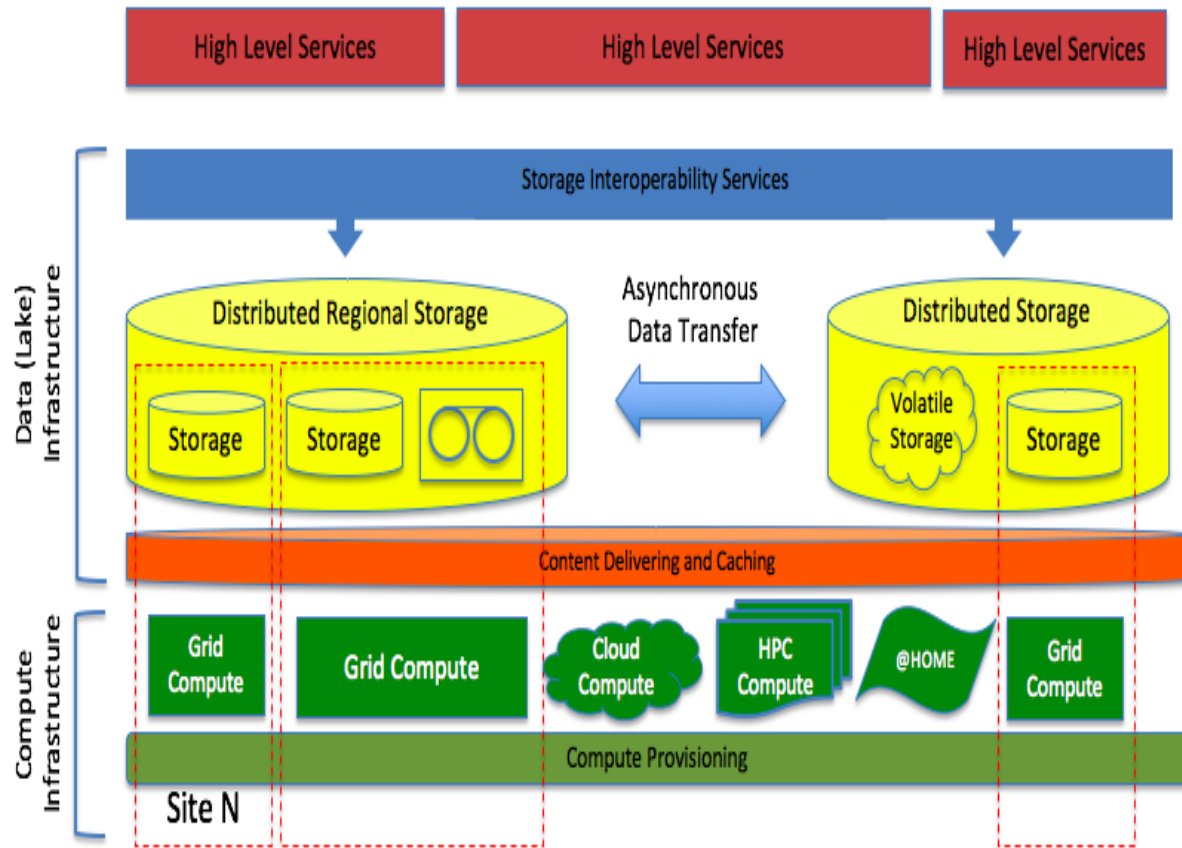 High Level Services
High Level Services
High Level Services
Storage Interoperability Services
Data (Lake)
Infrastructure
Distributed Regional Storage
Asynchronous
Data Transfer
Distributed Storage
Storage
Storage
Volatile
Storage
Storage
Content Delivering and Caching
Compute
Infrastructure
Grid
Compute
Grid Compute
Cloud
Compute
HPC
Compute
@HOME
Grid
Compute
Compute Provisioning
Site N